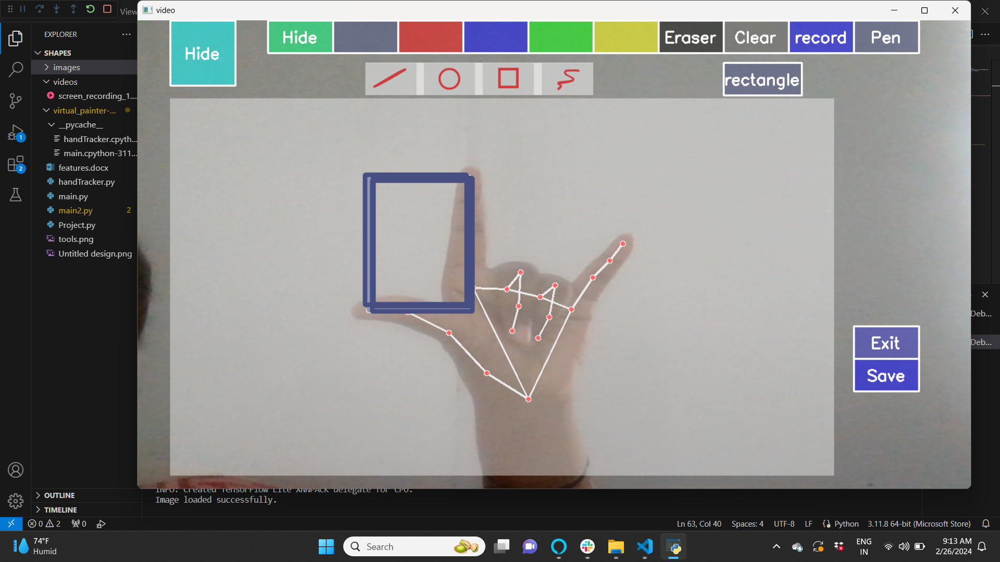 View
video
EXPLORER
SHAPES
images
videos
screen_recording_1....
virtual_painter-...
__pycache__
handTracker.cpyth...
main.cpython-311...
features.docx
handTracker.py
main.py
main2.py 2
Project.py
tools.png
Untitled design.png
OUTLINE
TIMELINE
1
2
Hide
Hide
Eraser
Clear
record
Pen
rectangle
Exit
Save
Deb...
Deb...
INFO: Created TensorFlow Lite XNNPACK delegate for CPU.
Image loaded successfully.
0 2 0
Ln 63, Col 40 Spaces: 4 UTF-8 LF Python 3.11.8 64-bit (Microsoft Store)
74°F
Humid
Search
ENG
IN
9:13 AM
2/26/2024